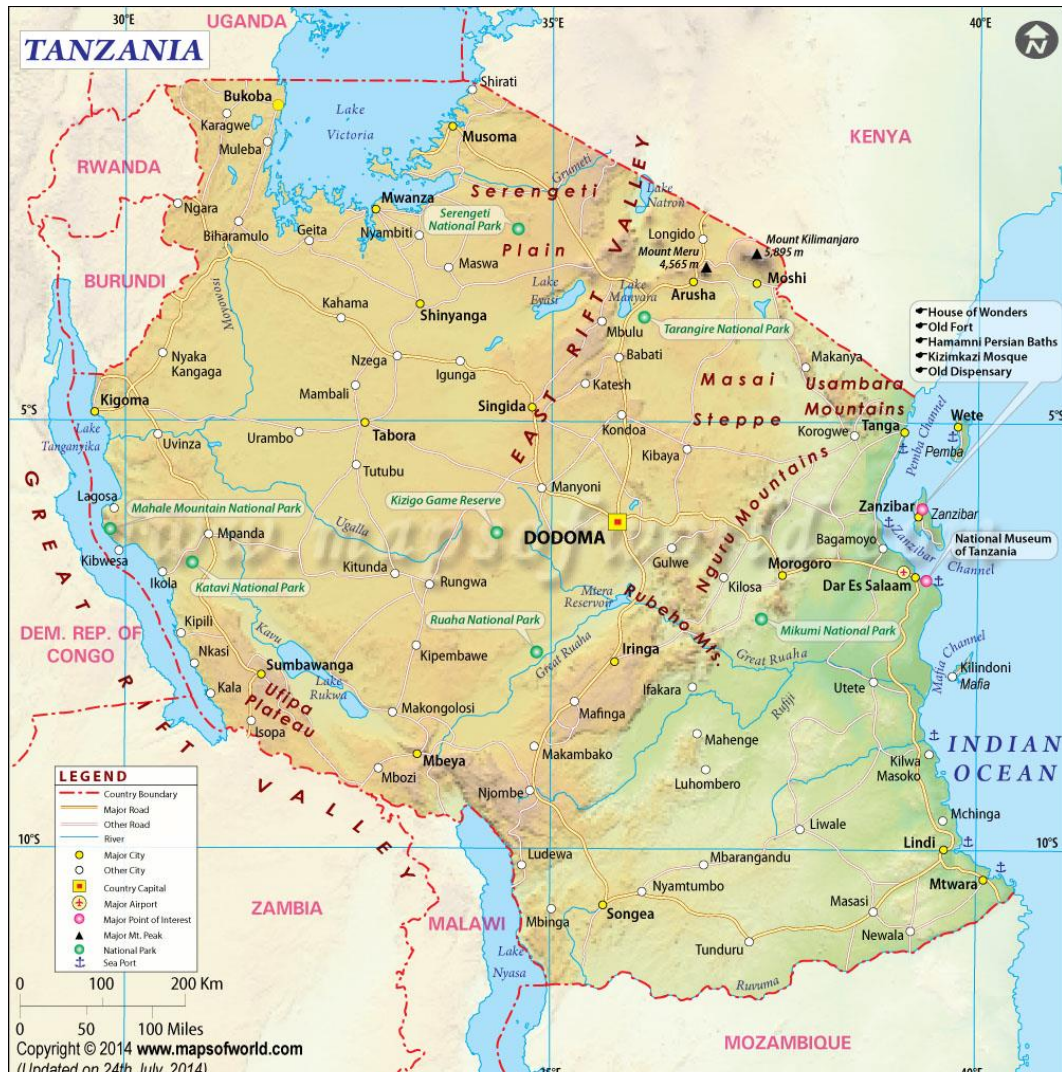 30°E
UGANDA
35°E
40°E
N
TANZANIA
Shirati
Bukoba
Karagwe
Lake
Victoria
Musoma
Muleba
KENYA
RWANDA
Grumeti
Serengeti
Lake
Natron
Ngara
Mwanza
Serengeti
National Park
Biharamulo
Geita
Nyambiti
Plain
VALLEY
Longido
Mount Kilimanjaro
5,895 m
Mount Meru
4,565 m
Maswa
BURUNDI
Moyowosi
Lake
Eyasi
Lake
Manyara
Arusha
Moshi
Kahama
Shinyanga
RIFT
Mbulu
Tarangire National Park
House of Wonders
Old Fort
Hamamni Persian Baths
Kizimkazi Mosque
Old Dispensary
Nyaka
Kangaga
Nzega
Igunga
Babati
Makanya
Mambali
Katesh
Masai
Steppe
Usambara
Mountains
Kigoma
5°S
Singida
EAST
Kondoa
Tanga
Pemba Channel
Wete
5°S
Lake
Tanganyika
Uvinza
Urambo
Tabora
Korogwe
Pemba
Tutubu
Kibaya
Manyoni
Nguru Mountains
Lagosa
Mahale Mountain National Park
Kizigo Game Reserve
Zanzibar
Zanzibar
Ugalla
DODOMA
National Museum
of Tanzania
Mpanda
Bagamoyo
Zanzibar Channel
Kibwesa
Gulwe
Ikola
Kitunda
Rungwa
Kilosa
Morogoro
Dar Es Salaam
Katavi National Park
Mtera
Reservoir
Rubeho Mts.
DEM. REP. OF
CONGO
Kipili
Kavu
Ruaha National Park
Great Ruaha
Mikumi National Park
Nkasi
Kipembawe
Iringa
Great Ruaha
Mafia Channel
Kilindoni
Mafia
Sumbawanga
Lake
Rukwa
Kala
Ufipa
Plateau
Ifakara
Rufiji
Utete
Makongolosi
Mafinga
Isopa
Mahenge
Mbeya
Makambako
INDIAN
OCEAN
Mbozi
Luhombero
Kilwa
Masoko
GREAT RIFT VALLEY
Njombe
Mchinga
Liwale
10°S
Lindi
10°S
Ludewa
Mbarangandu
Nyamtumbo
Mtwara
ZAMBIA
MALAWI
Mbinga
Songea
Masasi
Newala
Tunduru
Lake
Nyasa
Ruvuma
MOZAMBIQUE
LEGEND
Country Boundary
Major Road
Other Road
River
Major City
Other City
Country Capital
Major Airport
Major Point of Interest
Major Mt. Peak
National Park
Sea Port
0 100 200 Km
0 50 100 Miles
Copyright © 2014 www.mapsofworld.com
(Updated on 24th July, 2014)
35°E
40°E